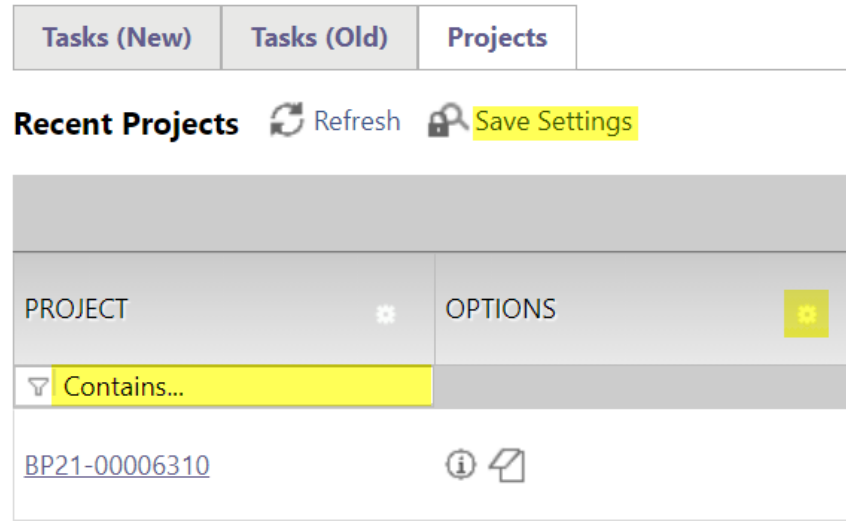 Tasks (New) Tasks (Old) Projects
Recent Projects Refresh Save Settings
PROJECT OPTIONS
Contains...
BP21-00006310